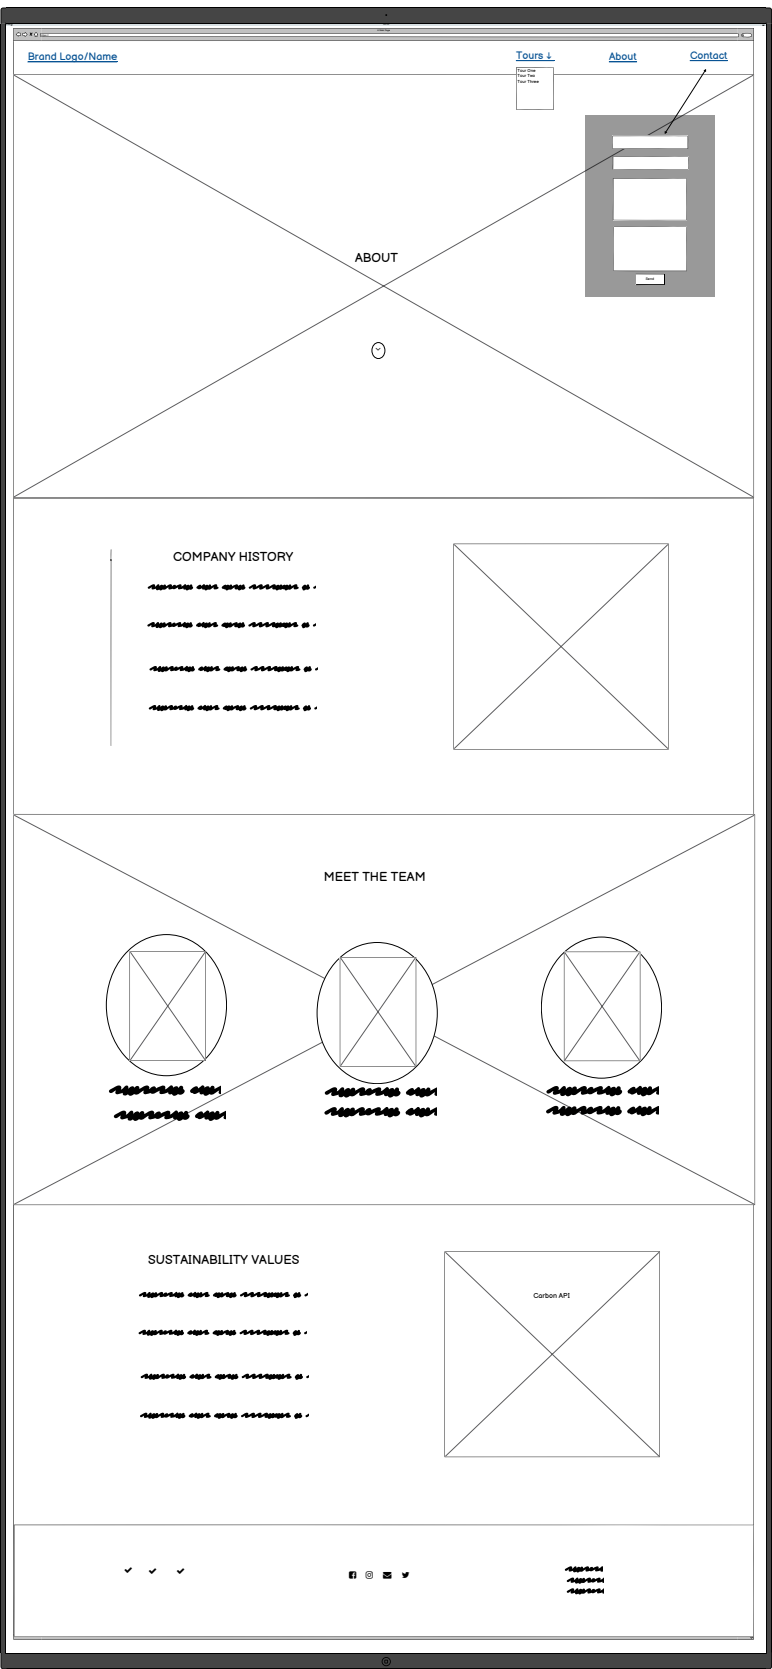 Brand Logo/Name
Tours ↓
About
Contact
Tour One
Tour Two
Tour Three
Send
ABOUT
COMPANY HISTORY
MEET THE TEAM
SUSTAINABILITY VALUES
Carbon API